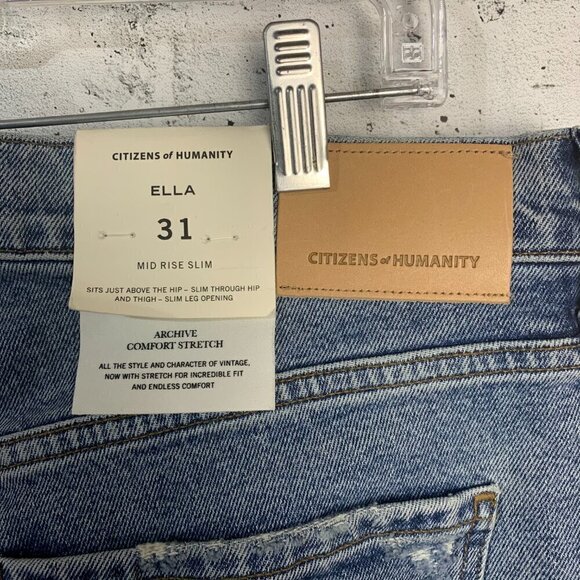 CITIZENS of HUMANITY
ELLA
31
MID RISE SLIM
SITS JUST ABOVE THE HIP – SLIM THROUGH HIP
AND THIGH – SLIM LEG OPENING
ARCHIVE
COMFORT STRETCH
ALL THE STYLE AND CHARACTER OF VINTAGE,
NOW WITH STRETCH FOR INCREDIBLE FIT
AND ENDLESS COMFORT
CITIZENS of HUMANITY